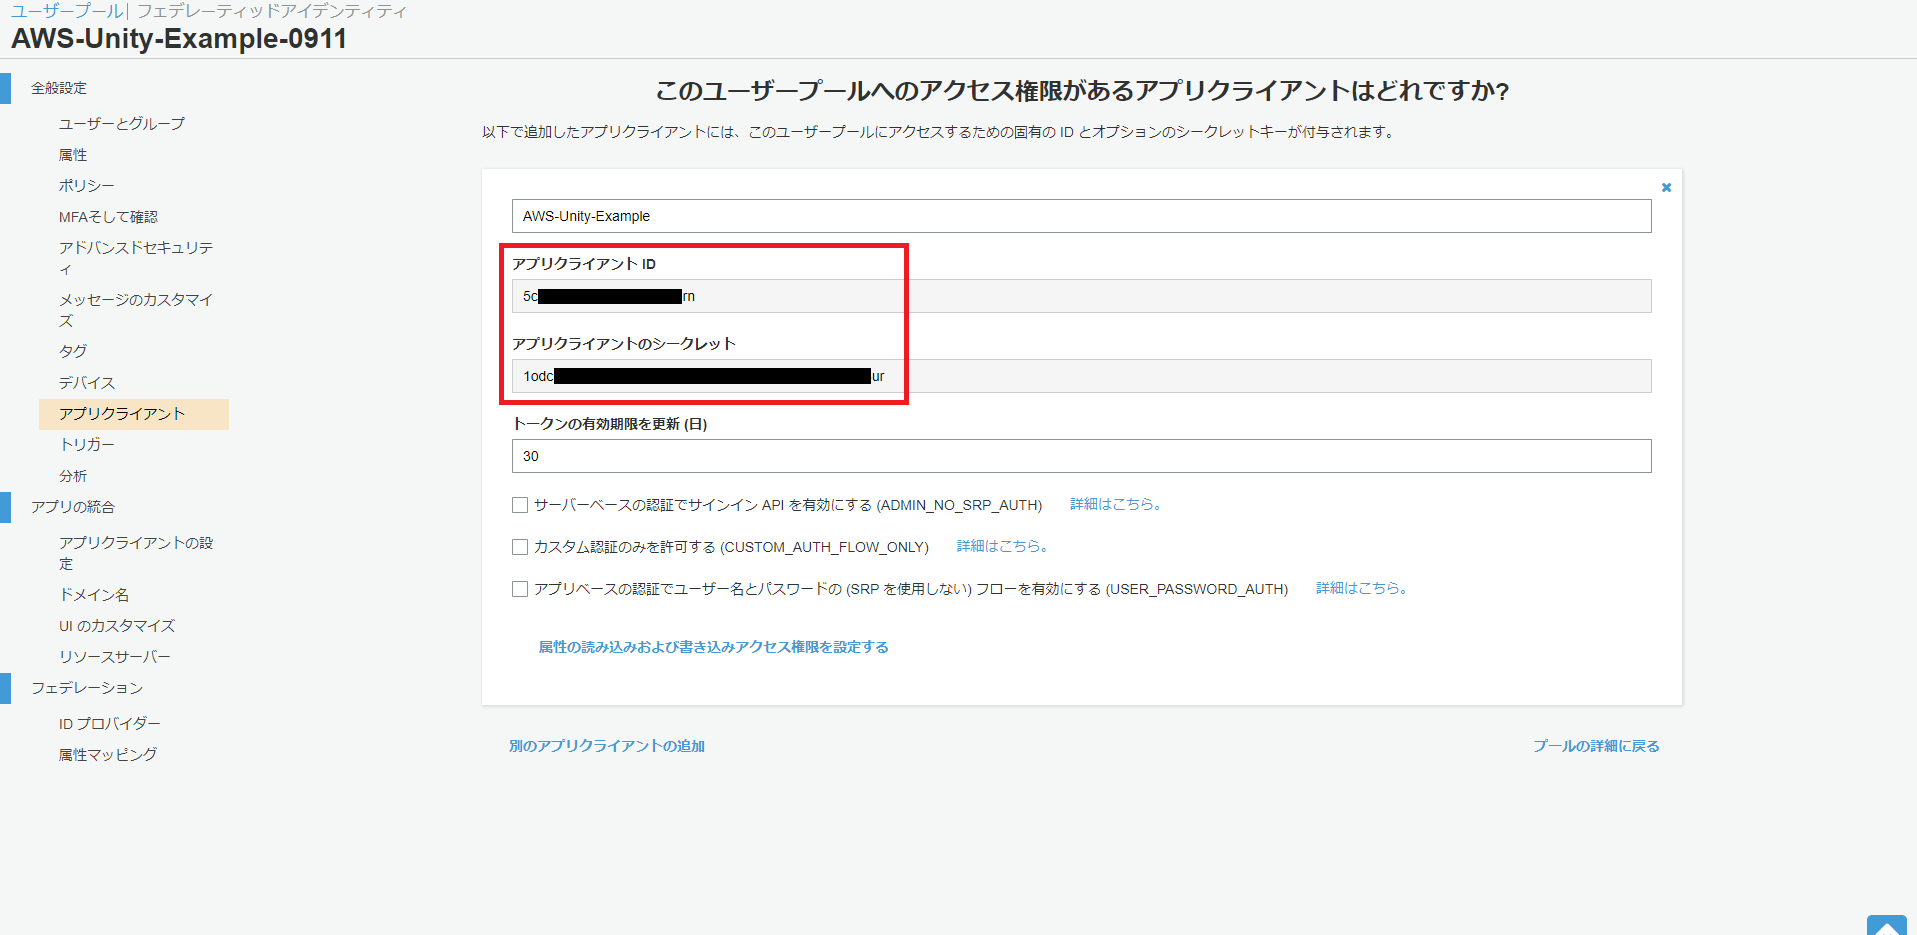 ユーザープール| フェデレーティッドアイデンティティ
AWS-Unity-Example-0911
全般設定
ユーザーとグループ
属性
ポリシー
MFAそして確認
アドバンスドセキュリテ
ィ
メッセージのカスタマイ
ズ
タグ
デバイス
アプリクライアント
トリガー
分析
アプリの統合
アプリクライアントの設
定
ドメイン名
UI のカスタマイズ
リソースサーバー
フェデレーション
ID プロバイダー
属性マッピング
このユーザープールへのアクセス権限があるアプリクライアントはどれですか?
以下で追加したアプリクライアントには、このユーザープールにアクセスするための固有の ID とオプションのシークレットキーが付与されます。
AWS-Unity-Example
アプリクライアント ID
5c rn
アプリクライアントのシークレット
1odc ur
トークンの有効期限を更新 (日)
30
サーバーベースの認証でサインイン API を有効にする (ADMIN_NO_SRP_AUTH) 詳細はこちら。
カスタム認証のみを許可する (CUSTOM_AUTH_FLOW_ONLY) 詳細はこちら。
アプリベースの認証でユーザー名とパスワードの (SRP を使用しない) フローを有効にする (USER_PASSWORD_AUTH) 詳細はこちら。
属性の読み込みおよび書き込みアクセス権限を設定する
別のアプリクライアントの追加
プールの詳細に戻る